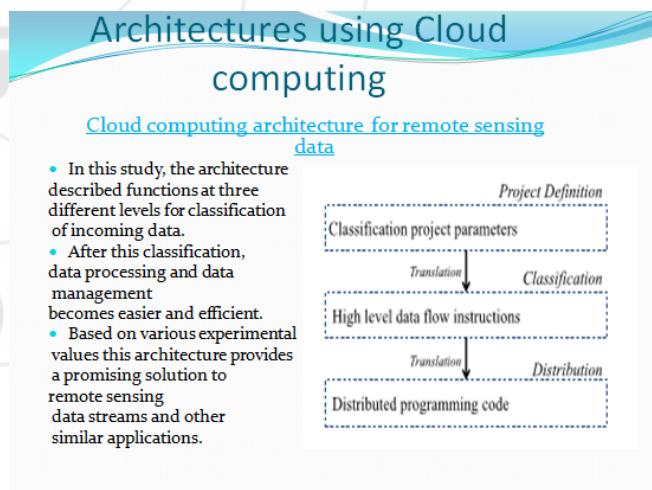 Architectures using Cloud
computing
Cloud computing architecture for remote sensing
data
• In this study, the architecture
described functions at three
different levels for classification
of incoming data.
• After this classification,
data processing and data
management
becomes easier and efficient.
• Based on various experimental
values this architecture provides
a promising solution to
remote sensing
data streams and other
similar applications.
Project Definition
Classification project parameters
Translation
Classification
High level data flow instructions
Translation
Distribution
Distributed programming code